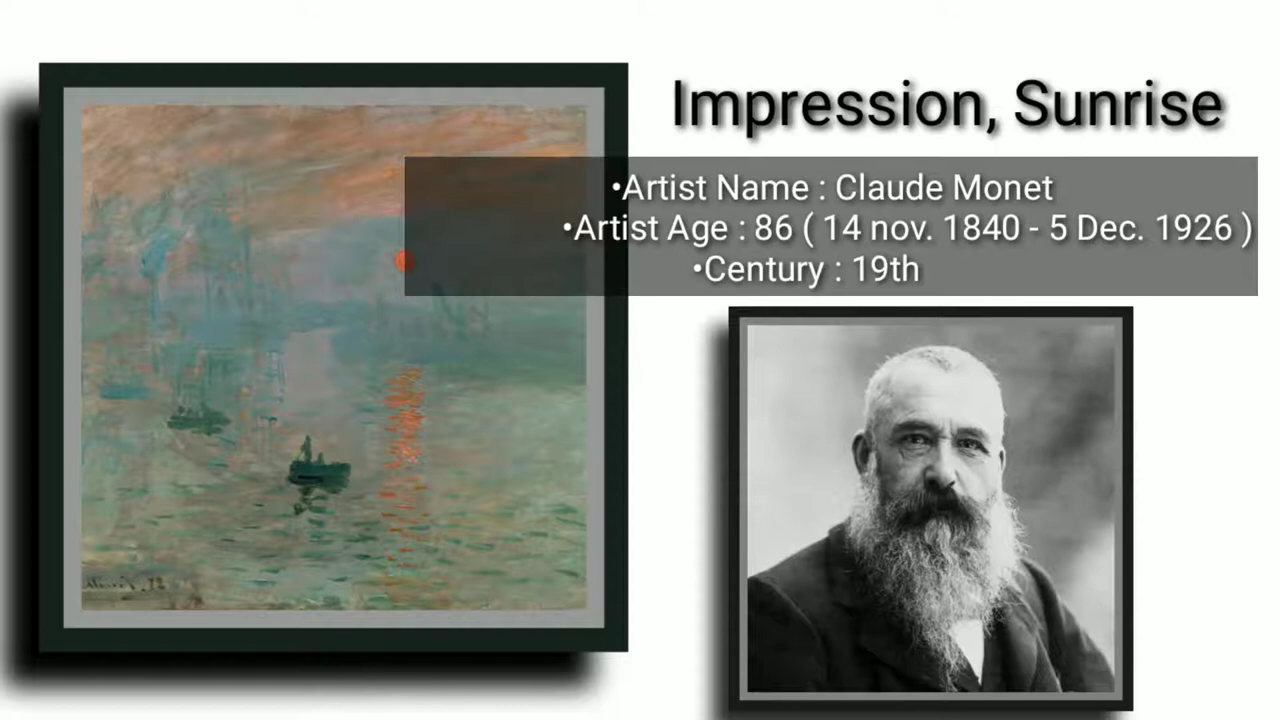 Impression, Sunrise
•Artist Name : Claude Monet
•Artist Age : 86 ( 14 nov. 1840 - 5 Dec. 1926 )
•Century : 19th